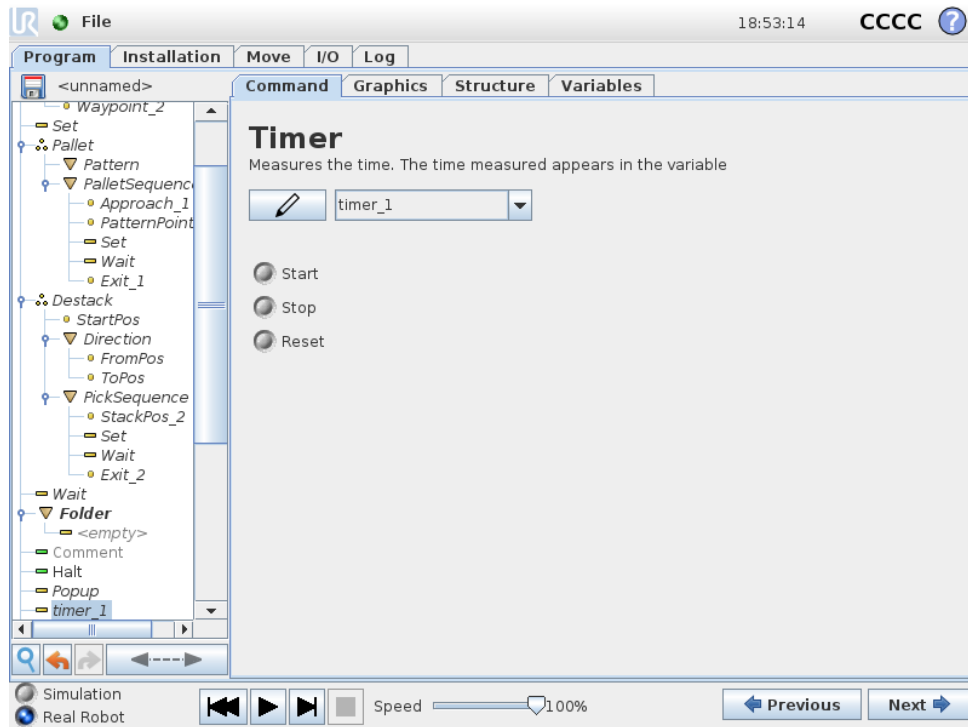 UR File 18:53:14 CCCC ?
Program Installation Move I/O Log
<unnamed> Command Graphics Structure Variables
Waypoint_2
Set
Pallet
Pattern
PalletSequenc
Approach_1
PatternPoint
Set
Wait
Exit_1
Destack
StartPos
Direction
FromPos
ToPos
PickSequence
StackPos_2
Set
Wait
Exit_2
Wait
Folder
<empty>
Comment
Halt
Popup
timer_1
Timer
Measures the time. The time measured appears in the variable
timer_1
Start
Stop
Reset
Simulation
Real Robot
Speed 100%
Previous Next